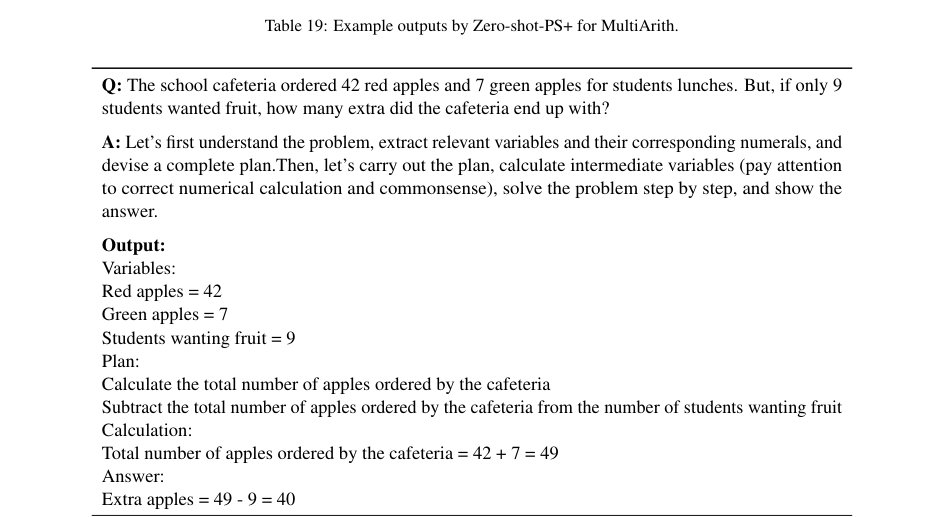 Table 19: Example outputs by Zero-shot-PS+ for MultiArith.
Q: The school cafeteria ordered 42 red apples and 7 green apples for students lunches. But, if only 9
students wanted fruit, how many extra did the cafeteria end up with?
A: Let's first understand the problem, extract relevant variables and their corresponding numerals, and
devise a complete plan.Then, let's carry out the plan, calculate intermediate variables (pay attention
to correct numerical calculation and commonsense), solve the problem step by step, and show the
answer.
Output:
Variables:
Red apples = 42
Green apples = 7
Students wanting fruit = 9
Plan:
Calculate the total number of apples ordered by the cafeteria
Subtract the total number of apples ordered by the cafeteria from the number of students wanting fruit
Calculation:
Total number of apples ordered by the cafeteria = 42 + 7 = 49
Answer:
Extra apples = 49 - 9 = 40